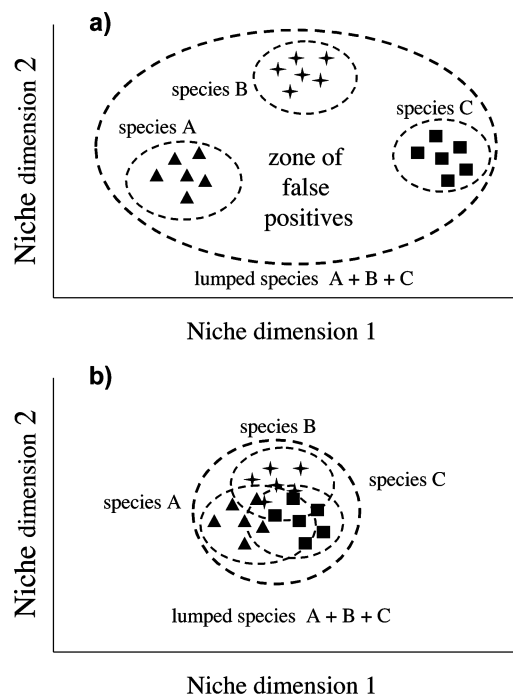 a)
Niche dimension 2
species B
species C
species A
zone of
false
positives
lumped species A + B + C
Niche dimension 1
b)
Niche dimension 2
species B
species C
species A
lumped species A + B + C
Niche dimension 1